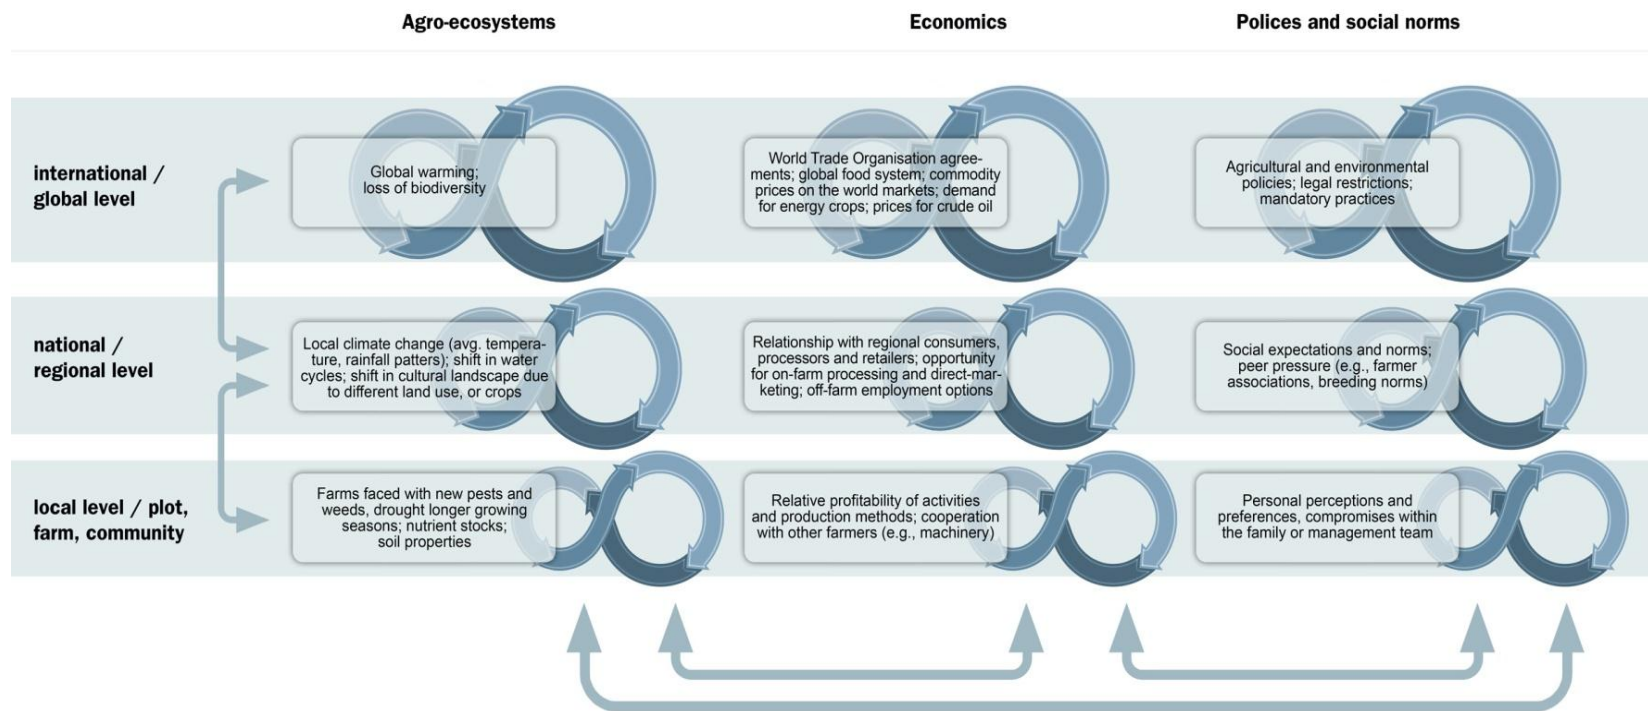 Agro-ecosystems
Economics
Polices and social norms
international /
global level
Global warming;
loss of biodiversity
World Trade Organisation agree-
ments; global food system; commodity
prices on the world markets; demand
for energy crops; prices for crude oil
Agricultural and environmental
policies; legal restrictions;
mandatory practices
national /
regional level
Local climate change (avg. tempera-
ture, rainfall patters); shift in water
cycles; shift in cultural landscape due
to different land use, or crops
Relationship with regional consumers,
processors and retailers; opportunity
for on-farm processing and direct-mar-
keting; off-farm employment options
Social expectations and norms;
peer pressure (e.g., farmer
associations, breeding norms)
local level / plot,
farm, community
Farms faced with new pests and
weeds, drought longer growing
seasons; nutrient stocks;
soil properties
Relative profitability of activities
and production methods; cooperation
with other farmers (e.g., machinery)
Personal perceptions and
preferences, compromises within
the family or management team